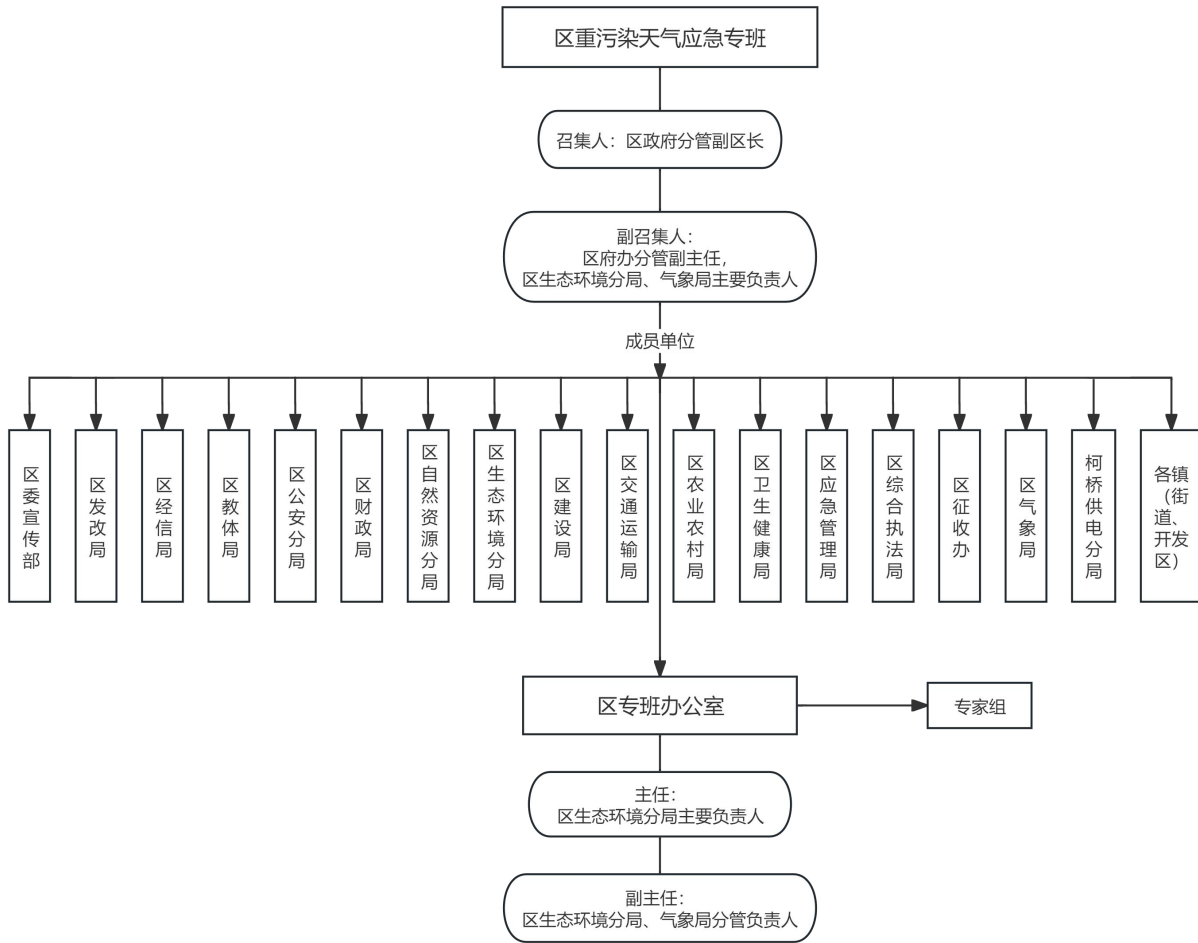 区重污染天气应急专班
召集人：区政府分管副区长
副召集人：
区府办分管副主任，
区生态环境分局、气象局主要负责人
成员单位
区委宣传部
区发改局
区经信局
区教体局
区公安分局
区财政局
区自然资源分局
区生态环境分局
区建设局
区交通运输局
区农业农村局
区卫生健康局
区应急管理局
区综合执法局
区征收办
区气象局
柯桥供电分局
各镇
（街
道、
开发
区）
区专班办公室
专家组
主任：
区生态环境分局主要负责人
副主任：
区生态环境分局、气象局分管负责人